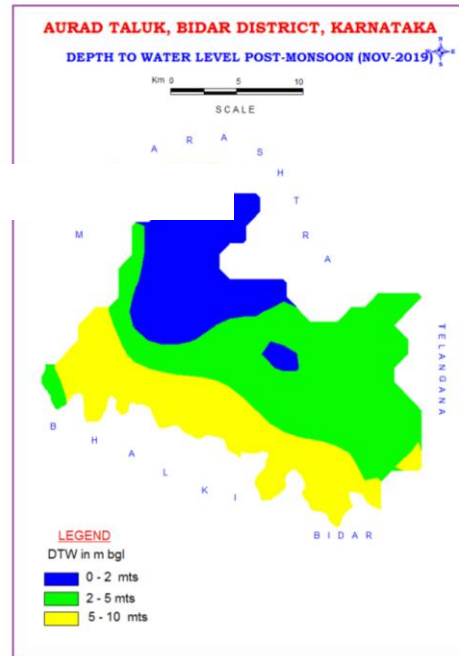 AURAD TALUK, BIDAR DISTRICT, KARNATAKA
DEPTH TO WATER LEVEL POST-MONSOON (NOV-2019)
N
Km 0 5 10
SCALE
M A R A S H T R A
TELANGANA
B H A L K I
B I D A R
LEGEND
DTW in m bgl
0 - 2 mts
2 - 5 mts
5 - 10 mts